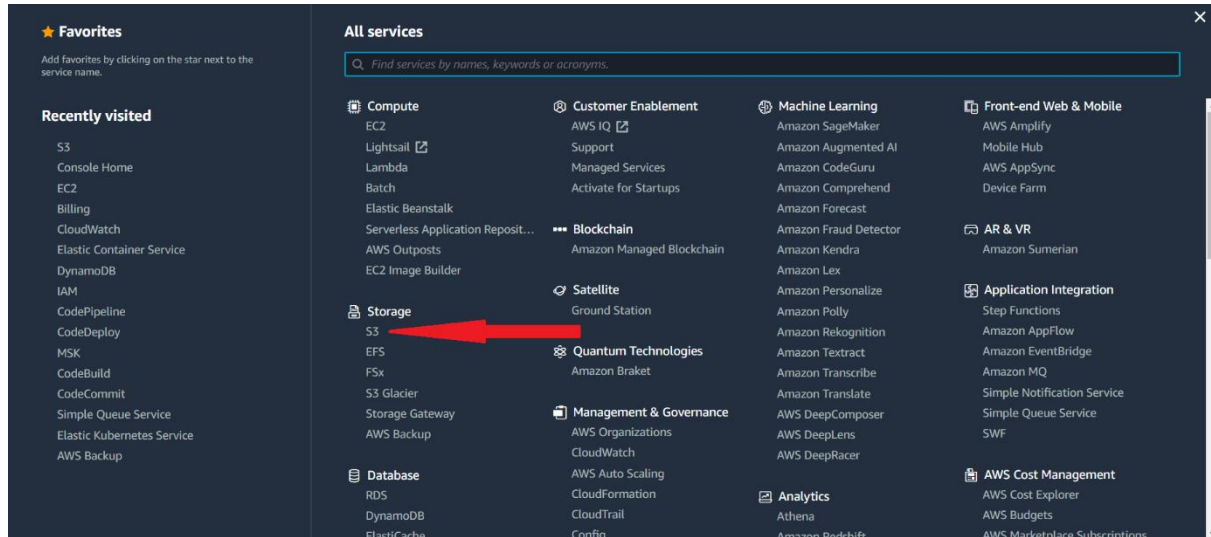 Favorites
Add favorites by clicking on the star next to the
service name.
Recently visited
S3
Console Home
EC2
Billing
CloudWatch
Elastic Container Service
DynamoDB
IAM
CodePipeline
CodeDeploy
MSK
CodeBuild
CodeCommit
Simple Queue Service
Elastic Kubernetes Service
AWS Backup
All services
Find services by names, keywords or acronyms.
Compute
EC2
Lightsail
Lambda
Batch
Elastic Beanstalk
Serverless Application Reposit...
AWS Outposts
EC2 Image Builder
Storage
S3
EFS
FSx
S3 Glacier
Storage Gateway
AWS Backup
Database
RDS
DynamoDB
ElastiCache
Customer Enablement
AWS IQ
Support
Managed Services
Activate for Startups
Blockchain
Amazon Managed Blockchain
Satellite
Ground Station
Quantum Technologies
Amazon Braket
Management & Governance
AWS Organizations
CloudWatch
AWS Auto Scaling
CloudFormation
CloudTrail
Config
Machine Learning
Amazon SageMaker
Amazon Augmented AI
Amazon CodeGuru
Amazon Comprehend
Amazon Forecast
Amazon Fraud Detector
Amazon Kendra
Amazon Lex
Amazon Personalize
Amazon Polly
Amazon Rekognition
Amazon Textract
Amazon Transcribe
Amazon Translate
AWS DeepComposer
AWS DeepLens
AWS DeepRacer
Analytics
Athena
Amazon Redshift
Front-end Web & Mobile
AWS Amplify
Mobile Hub
AWS AppSync
Device Farm
AR & VR
Amazon Sumerian
Application Integration
Step Functions
Amazon AppFlow
Amazon EventBridge
Amazon MQ
Simple Notification Service
Simple Queue Service
SWF
AWS Cost Management
AWS Cost Explorer
AWS Budgets
AWS Marketplace Subscriptions